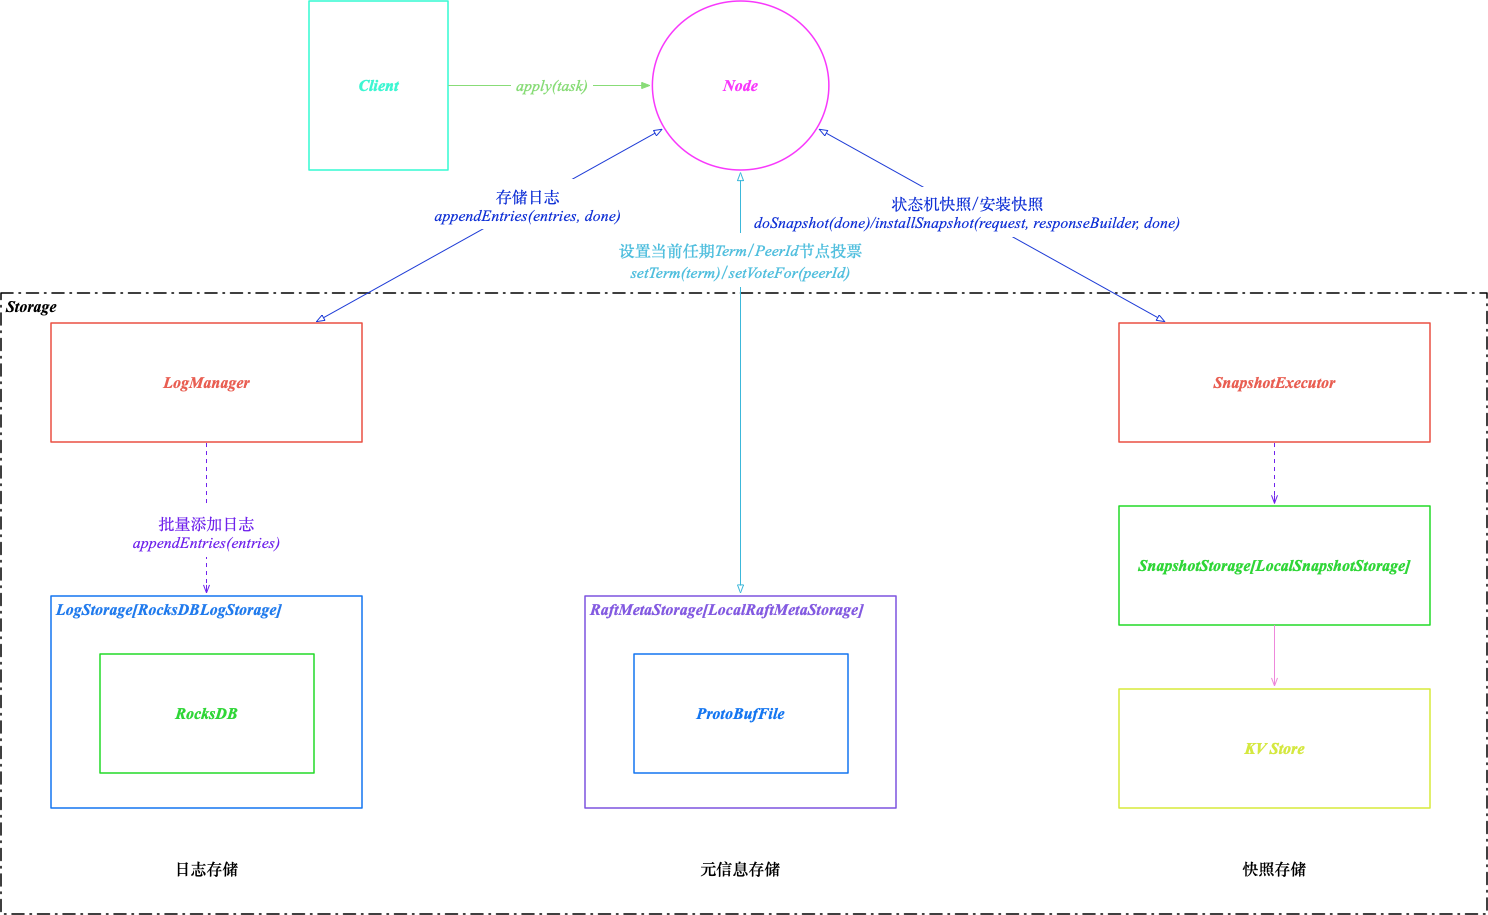 Client
apply(task)
Node
存储日志
appendEntries(entries, done)
状态机快照/安装快照
doSnapshot(done)/installSnapshot(request, responseBuilder, done)
设置当前任期Term/PeerId节点投票
setTerm(term)/setVoteFor(peerId)
Storage
LogManager
SnapshotExecutor
批量添加日志
appendEntries(entries)
SnapshotStorage[LocalSnapshotStorage]
LogStorage[RocksDBLogStorage]
RaftMetaStorage[LocalRaftMetaStorage]
RocksDB
ProtoBufFile
KV Store
日志存储
元信息存储
快照存储